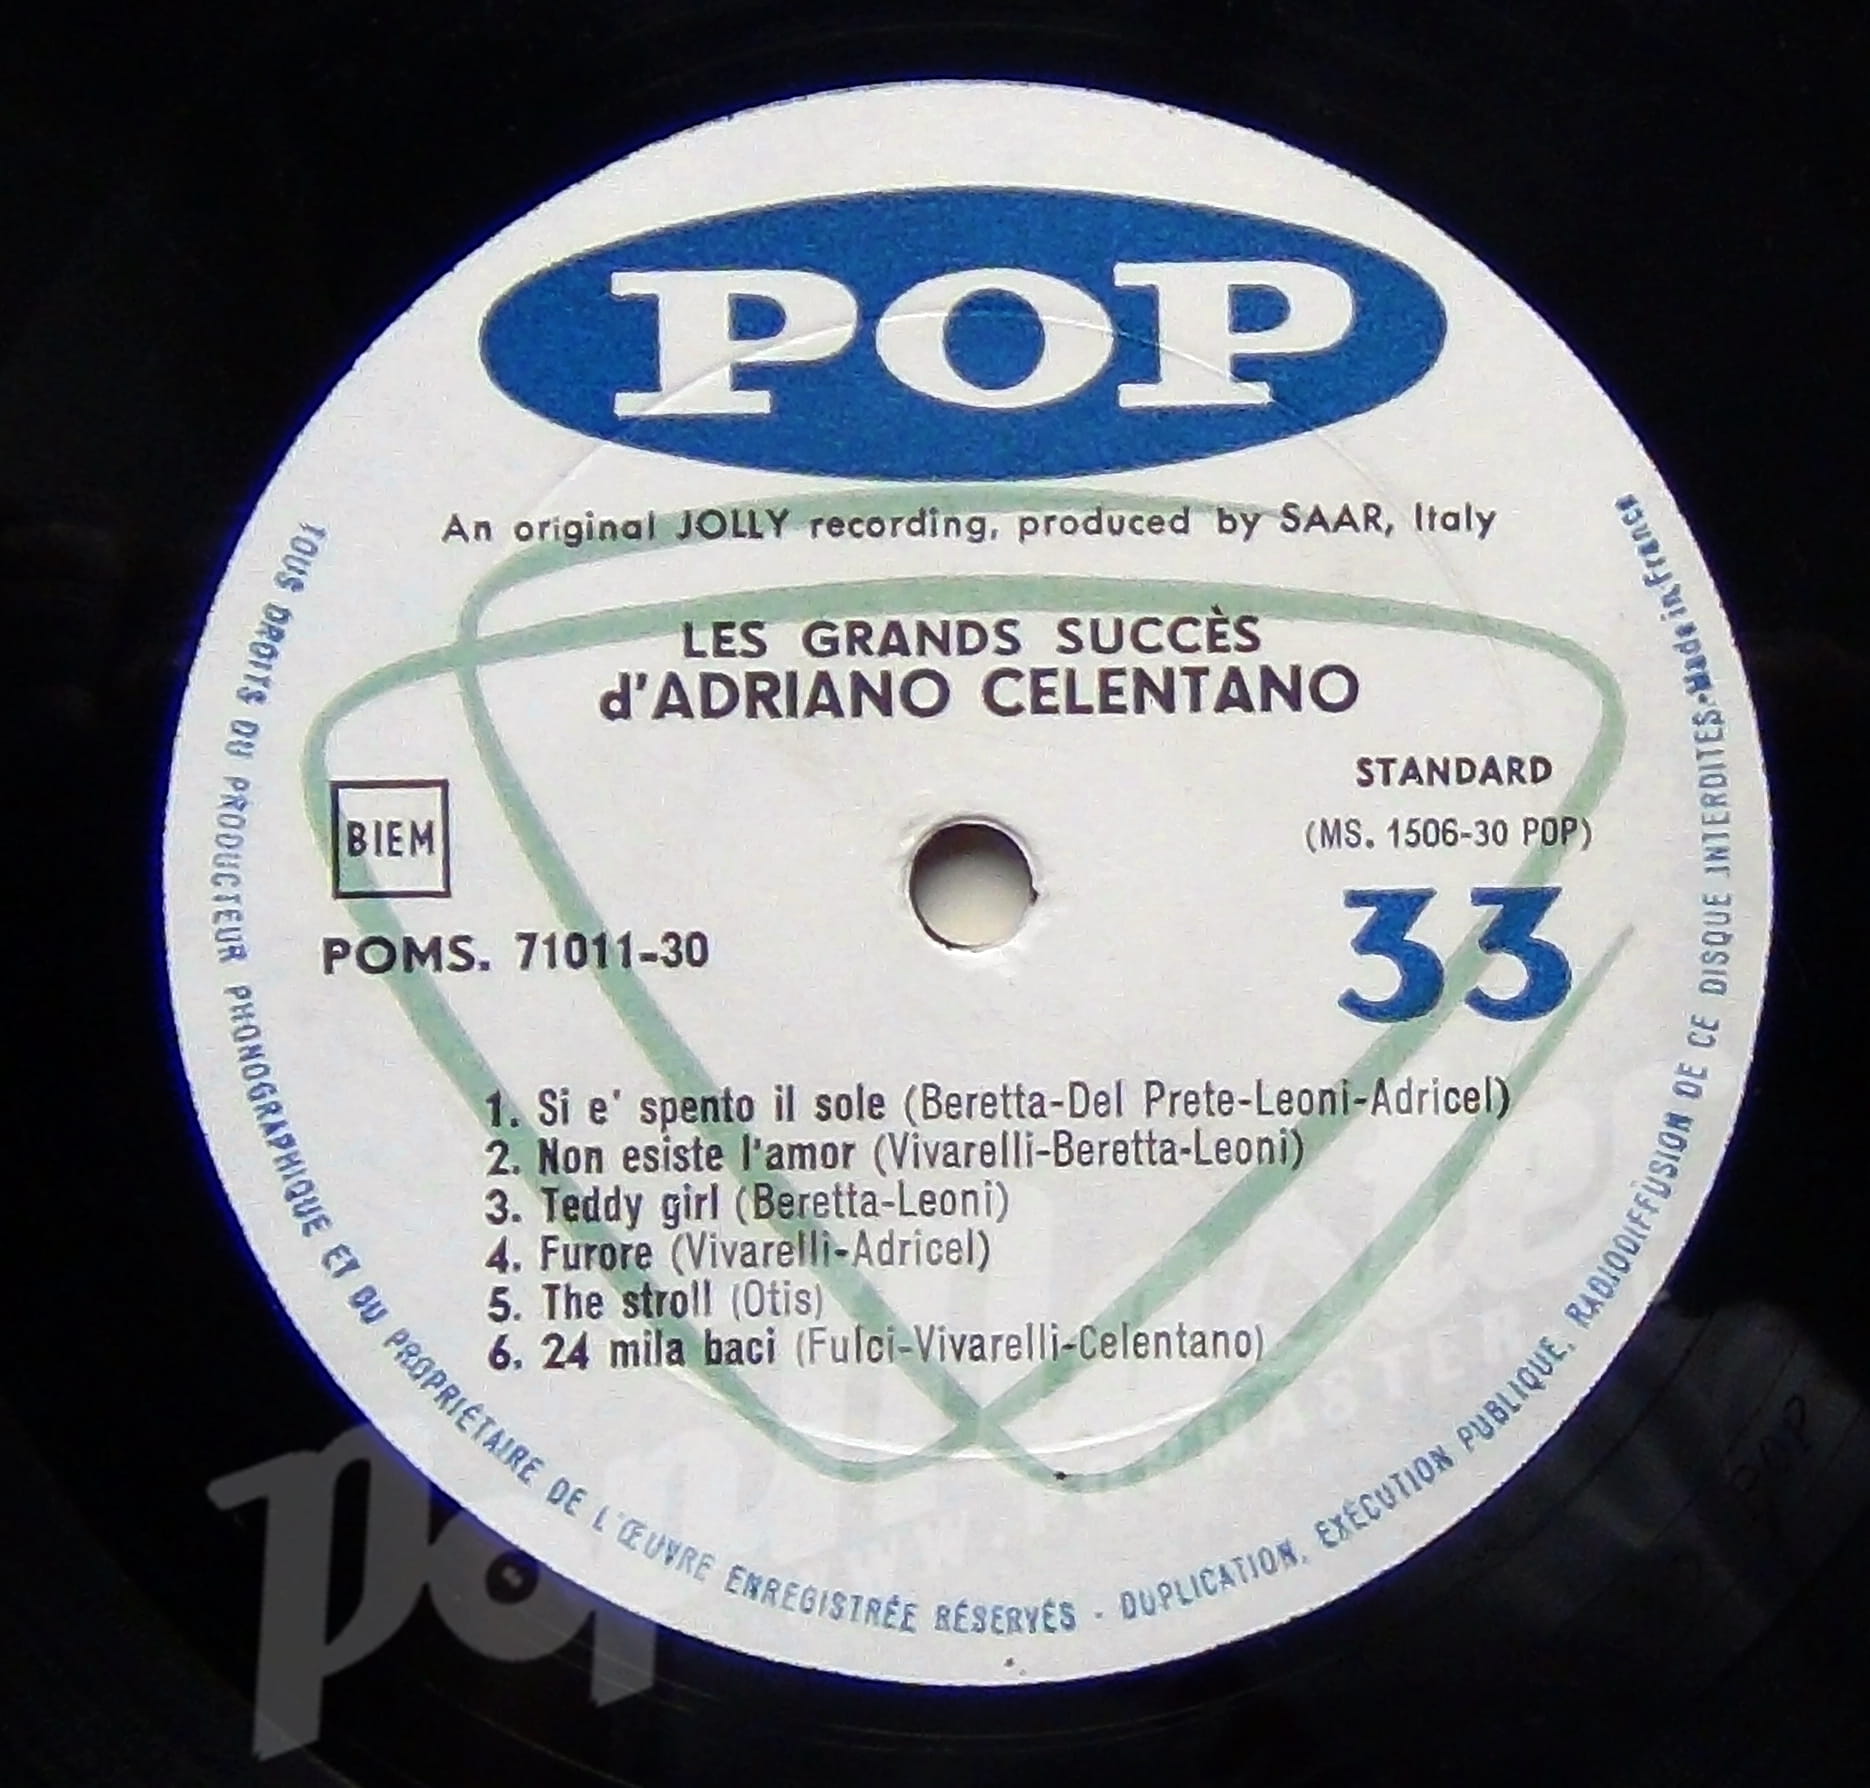 POP
An original JOLLY recording, produced by SAAR, Italy
LES GRANDS SUCCÈS
d'ADRIANO CELENTANO
STANDARD
BIEM
(MS. 1506-30 POP)
POMS. 71011-30
33
1. Si e' spento il sole (Beretta-Del Prete-Leoni-Adricel)
2. Non esiste l'amor (Vivarelli-Beretta-Leoni)
3. Teddy girl (Beretta-Leoni)
4. Furore (Vivarelli-Adricel)
5. The stroll (Otis)
6. 24 mila baci (Fulci-Vivarelli-Celentano)
TOUS DROITS DU PRODUCTEUR PHONOGRAPHIQUE ET DU PROPRIÉTAIRE DE L'ŒUVRE ENREGISTRÉE RÉSERVÉS - DUPLICATION, EXÉCUTION PUBLIQUE, RADIODIFFUSION DE CE DISQUE INTERDITES. Made in France